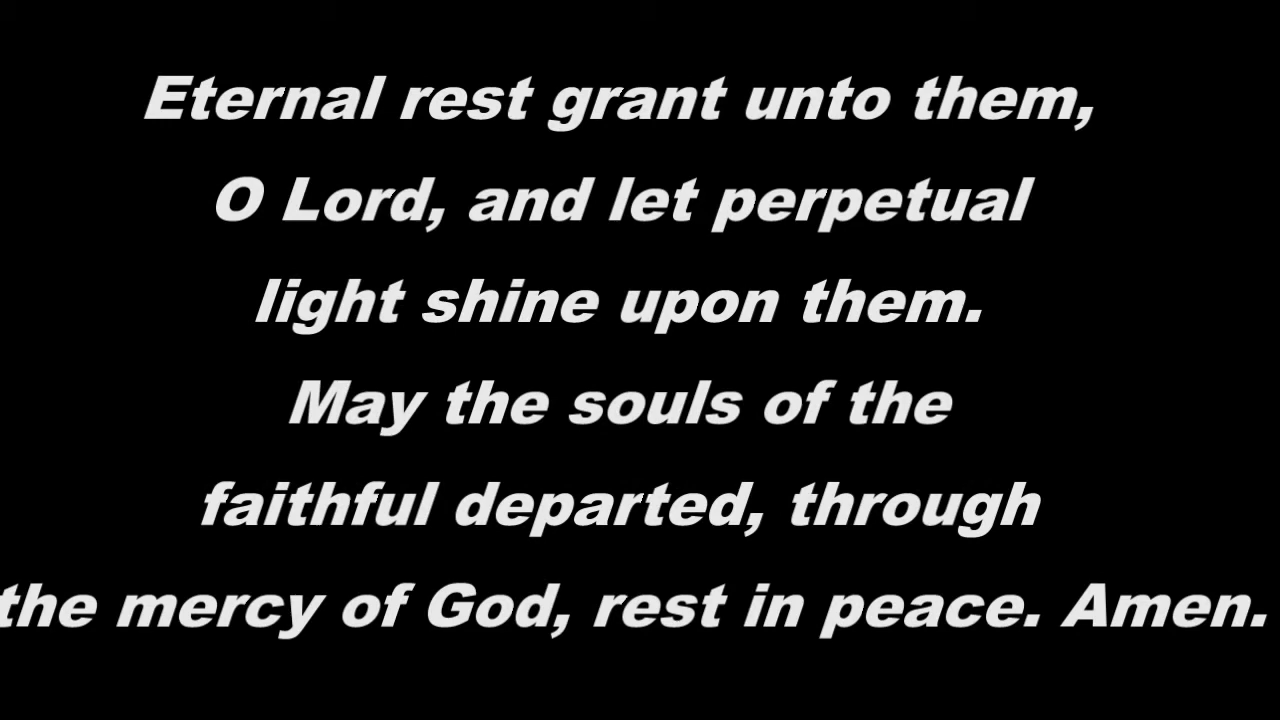 Eternal rest grant unto them,
O Lord, and let perpetual
light shine upon them.
May the souls of the
faithful departed, through
the mercy of God, rest in peace. Amen.